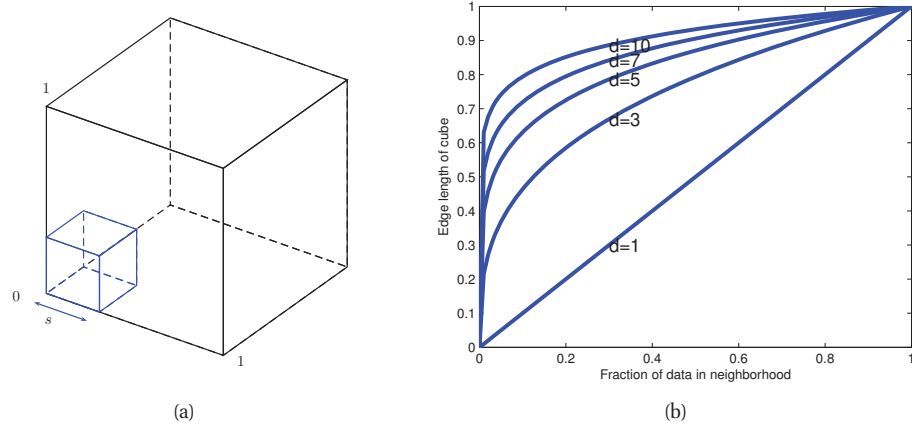 1
0
s
1
(a)
1
0.9
0.8
0.7
0.6
0.5
0.4
0.3
0.2
0.1
0
Edge length of cube
d=10
d=7
d=5
d=3
d=1
0
0.2
0.4
0.6
0.8
1
Fraction of data in neighborhood
(b)